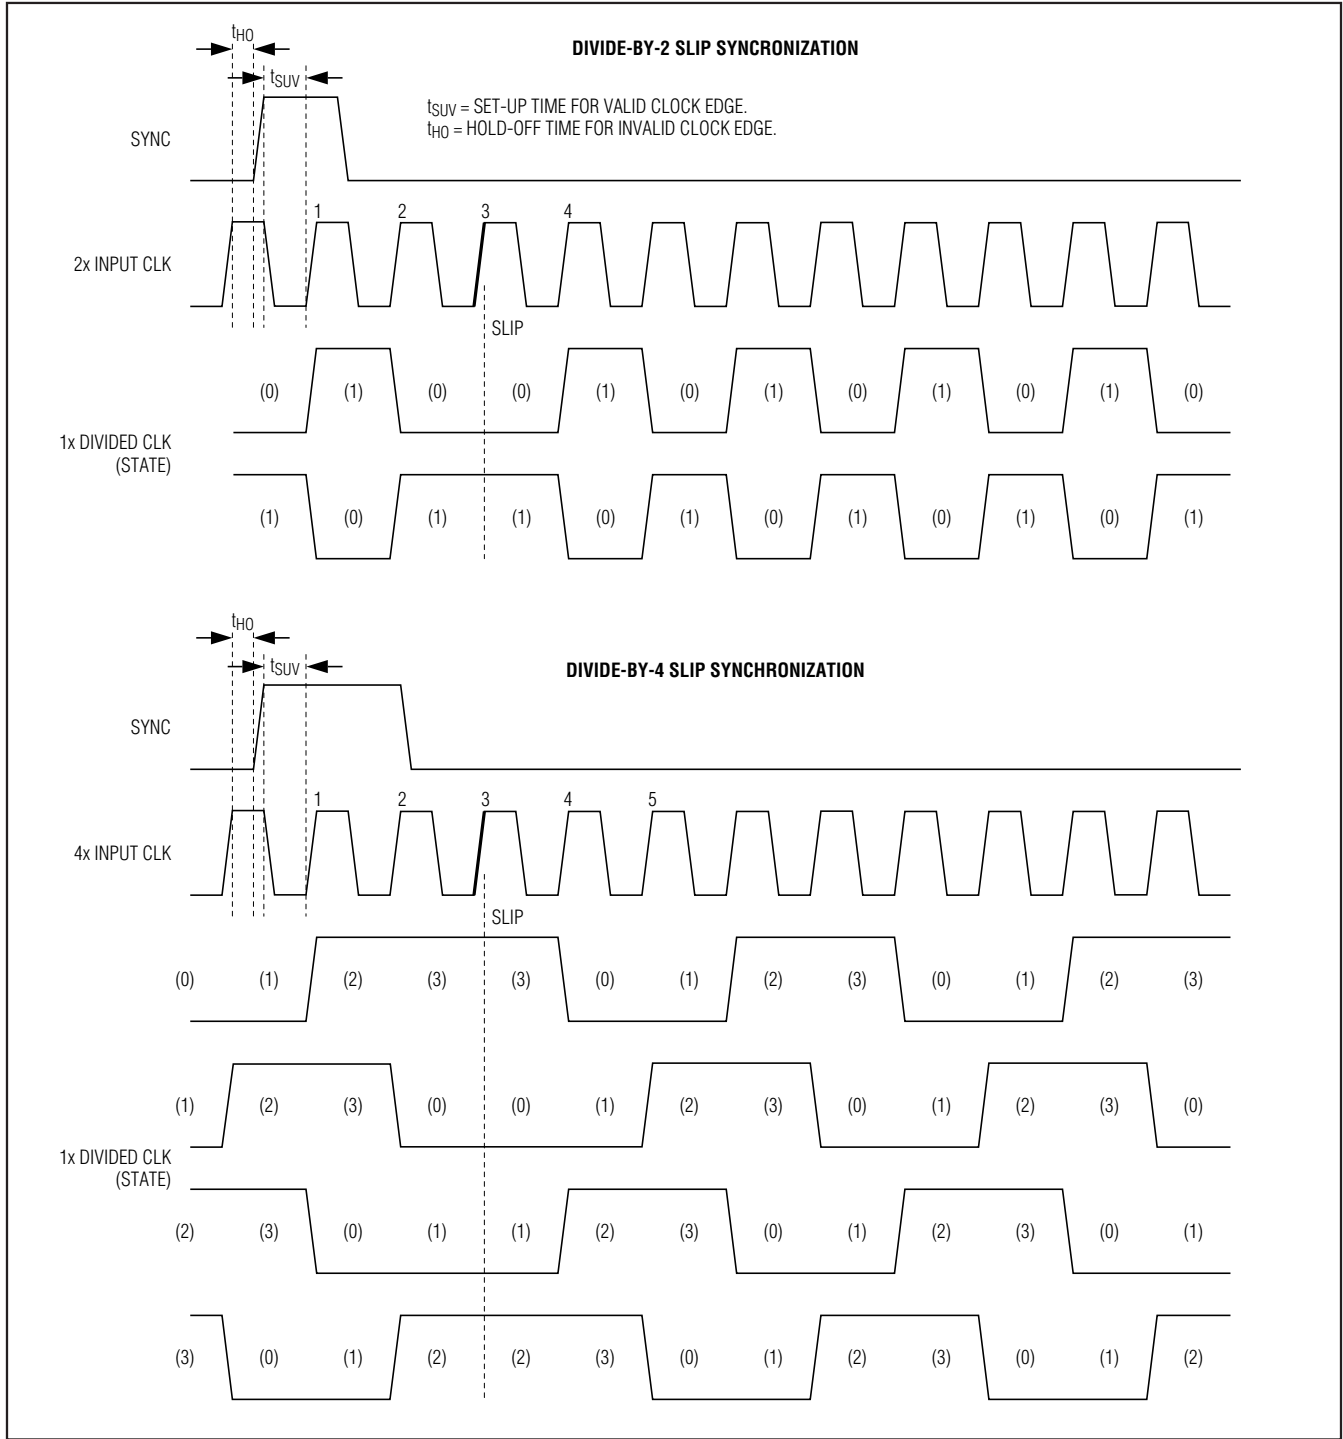 tHO
DIVIDE-BY-2 SLIP SYNCRONIZATION
tSUV
tSUV = SET-UP TIME FOR VALID CLOCK EDGE.
tHO = HOLD-OFF TIME FOR INVALID CLOCK EDGE.
SYNC
1 2 3 4
2x INPUT CLK
SLIP
(0) (1) (0) (0) (1) (0) (1) (0) (1) (0) (1) (0)
1x DIVIDED CLK
(STATE)
(1) (0) (1) (1) (0) (1) (0) (1) (0) (1) (0) (1)
tHO
tSUV
DIVIDE-BY-4 SLIP SYNCHRONIZATION
SYNC
1 2 3 4 5
4x INPUT CLK
SLIP
(0) (1) (2) (3) (3) (0) (1) (2) (3) (0) (1) (2) (3)
(1) (2) (3) (0) (0) (1) (2) (3) (0) (1) (2) (3) (0)
1x DIVIDED CLK
(STATE)
(2) (3) (0) (1) (1) (2) (3) (0) (1) (2) (3) (0) (1)
(3) (0) (1) (2) (2) (3) (0) (1) (2) (3) (0) (1) (2)